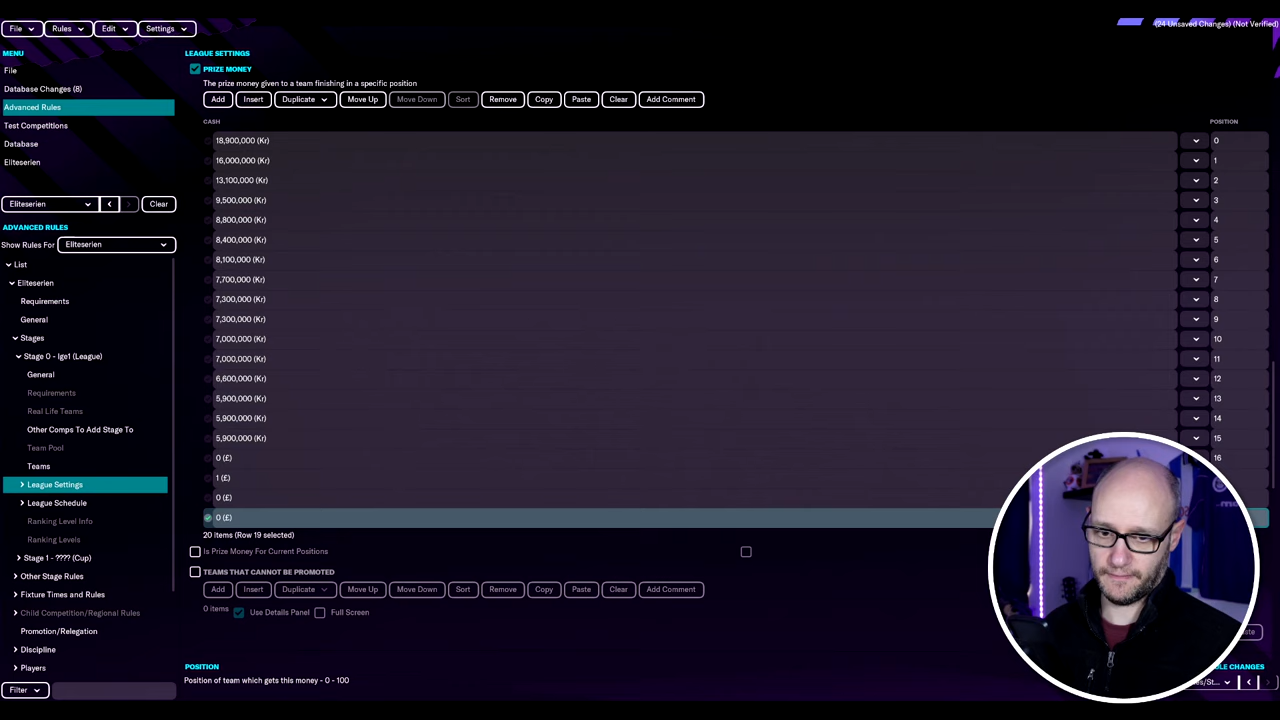 File Rules Edit Settings
(24 Unsaved Changes) (Not Verified)
MENU
File
Database Changes (8)
Advanced Rules
Test Competitions
Database
Eliteserien
Eliteserien Clear
ADVANCED RULES
Show Rules For Eliteserien
List
Eliteserien
Requirements
General
Stages
Stage 0 - lge1 (League)
General
Requirements
Real Life Teams
Other Comps To Add Stage To
Team Pool
Teams
League Settings
League Schedule
Ranking Level Info
Ranking Levels
Stage 1 - ???? (Cup)
Other Stage Rules
Fixture Times and Rules
Child Competition/Regional Rules
Promotion/Relegation
Discipline
Players
Filter
LEAGUE SETTINGS
PRIZE MONEY
The prize money given to a team finishing in a specific position
Add Insert Duplicate Move Up Move Down Sort Remove Copy Paste Clear Add Comment
CASH POSITION
18,900,000 (Kr) 0
16,000,000 (Kr) 1
13,100,000 (Kr) 2
9,500,000 (Kr) 3
8,800,000 (Kr) 4
8,400,000 (Kr) 5
8,100,000 (Kr) 6
7,700,000 (Kr) 7
7,300,000 (Kr) 8
7,300,000 (Kr) 9
7,000,000 (Kr) 10
7,000,000 (Kr) 11
6,600,000 (Kr) 12
5,900,000 (Kr) 13
5,900,000 (Kr) 14
5,900,000 (Kr) 15
0 (£) 16
1 (£)
0 (£)
0 (£)
20 items (Row 19 selected)
Is Prize Money For Current Positions
TEAMS THAT CANNOT BE PROMOTED
Add Insert Duplicate Move Up Move Down Sort Remove Copy Paste Clear Add Comment
0 items Use Details Panel Full Screen
POSITION
Position of team which gets this money - 0 - 100
CHANGES